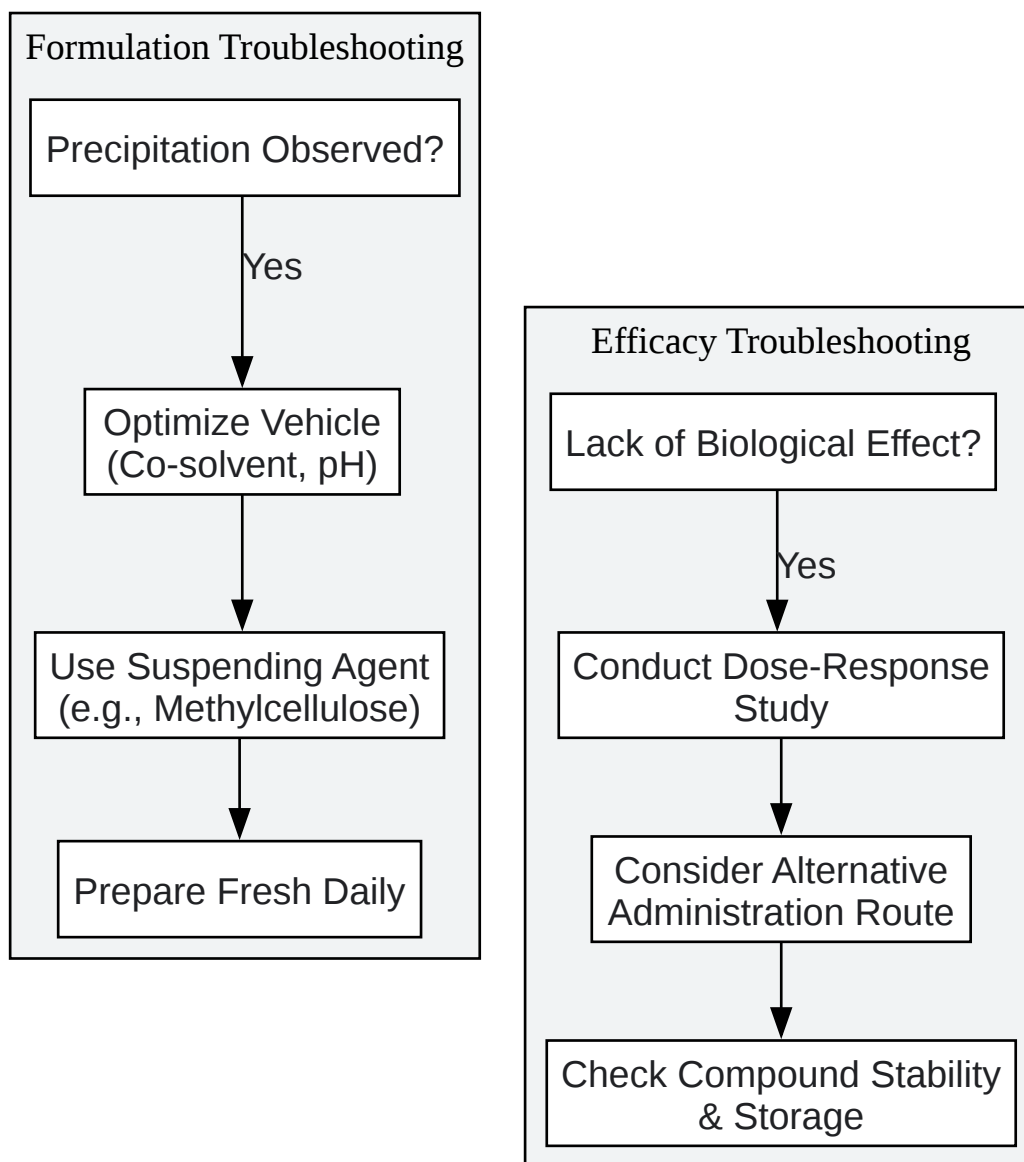 Formulation Troubleshooting
Precipitation Observed?
Yes
Optimize Vehicle
(Co-solvent, pH)
Use Suspending Agent
(e.g., Methylcellulose)
Prepare Fresh Daily
Efficacy Troubleshooting
Lack of Biological Effect?
Yes
Conduct Dose-Response
Study
Consider Alternative
Administration Route
Check Compound Stability
& Storage